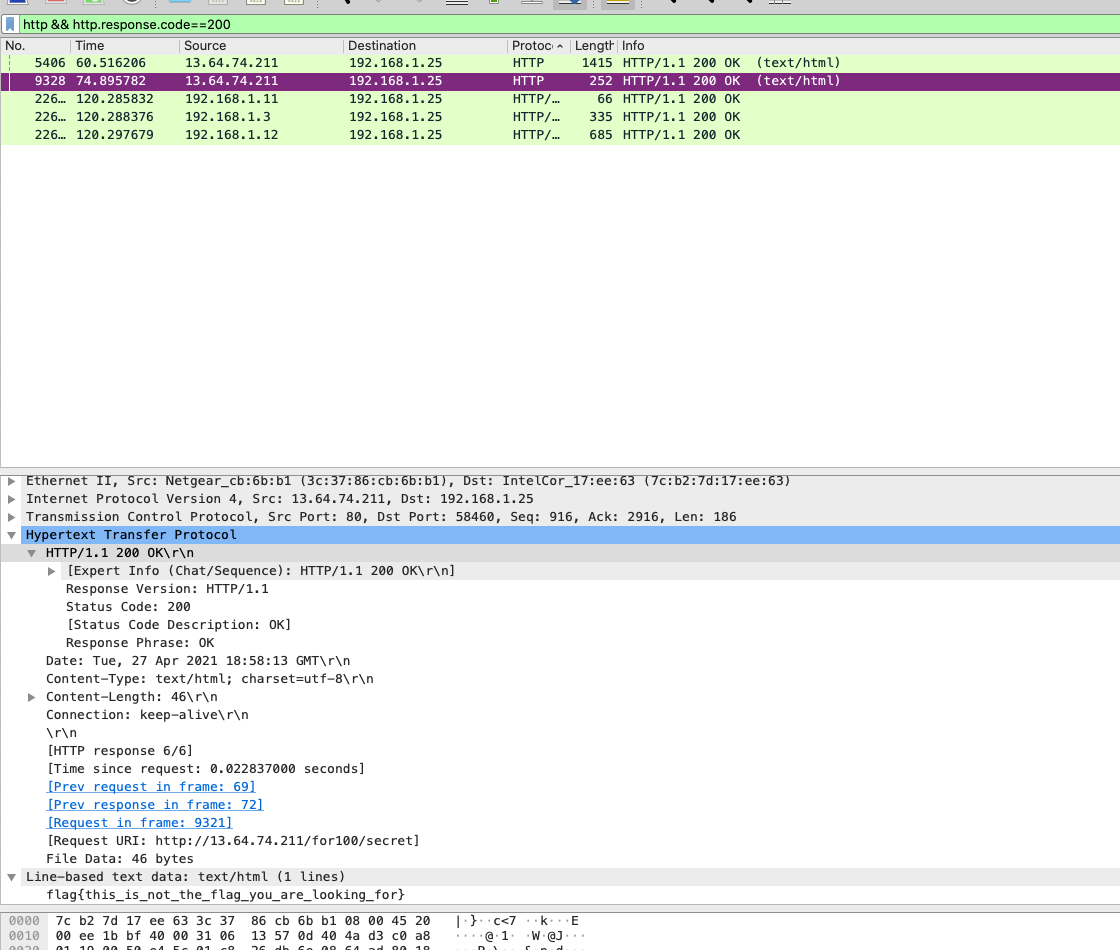 http && http.response.code==200
No. Time Source Destination Protoc Length Info
5406 60.516206 13.64.74.211 192.168.1.25 HTTP 1415 HTTP/1.1 200 OK (text/html)
9328 74.895782 13.64.74.211 192.168.1.25 HTTP 252 HTTP/1.1 200 OK (text/html)
226… 120.285832 192.168.1.11 192.168.1.25 HTTP/… 66 HTTP/1.1 200 OK
226… 120.288376 192.168.1.3 192.168.1.25 HTTP/… 335 HTTP/1.1 200 OK
226… 120.297679 192.168.1.12 192.168.1.25 HTTP/… 685 HTTP/1.1 200 OK
Ethernet II, Src: Netgear_cb:6b:b1 (3c:37:86:cb:6b:b1), Dst: IntelCor_17:ee:63 (7c:b2:7d:17:ee:63)
Internet Protocol Version 4, Src: 13.64.74.211, Dst: 192.168.1.25
Transmission Control Protocol, Src Port: 80, Dst Port: 58460, Seq: 916, Ack: 2916, Len: 186
Hypertext Transfer Protocol
HTTP/1.1 200 OK\r\n
[Expert Info (Chat/Sequence): HTTP/1.1 200 OK\r\n]
Response Version: HTTP/1.1
Status Code: 200
[Status Code Description: OK]
Response Phrase: OK
Date: Tue, 27 Apr 2021 18:58:13 GMT\r\n
Content-Type: text/html; charset=utf-8\r\n
Content-Length: 46\r\n
Connection: keep-alive\r\n
\r\n
[HTTP response 6/6]
[Time since request: 0.022837000 seconds]
[Prev request in frame: 69]
[Prev response in frame: 72]
[Request in frame: 9321]
[Request URI: http://13.64.74.211/for100/secret]
File Data: 46 bytes
Line-based text data: text/html (1 lines)
flag{this_is_not_the_flag_you_are_looking_for}
0000 7c b2 7d 17 ee 63 3c 37 86 cb 6b b1 08 00 45 20 |·}··c<7 ··k···E
0010 00 ee 1b bf 40 00 31 06 13 57 0d 40 4a d3 c0 a8 ····@·1· ·W·@J···